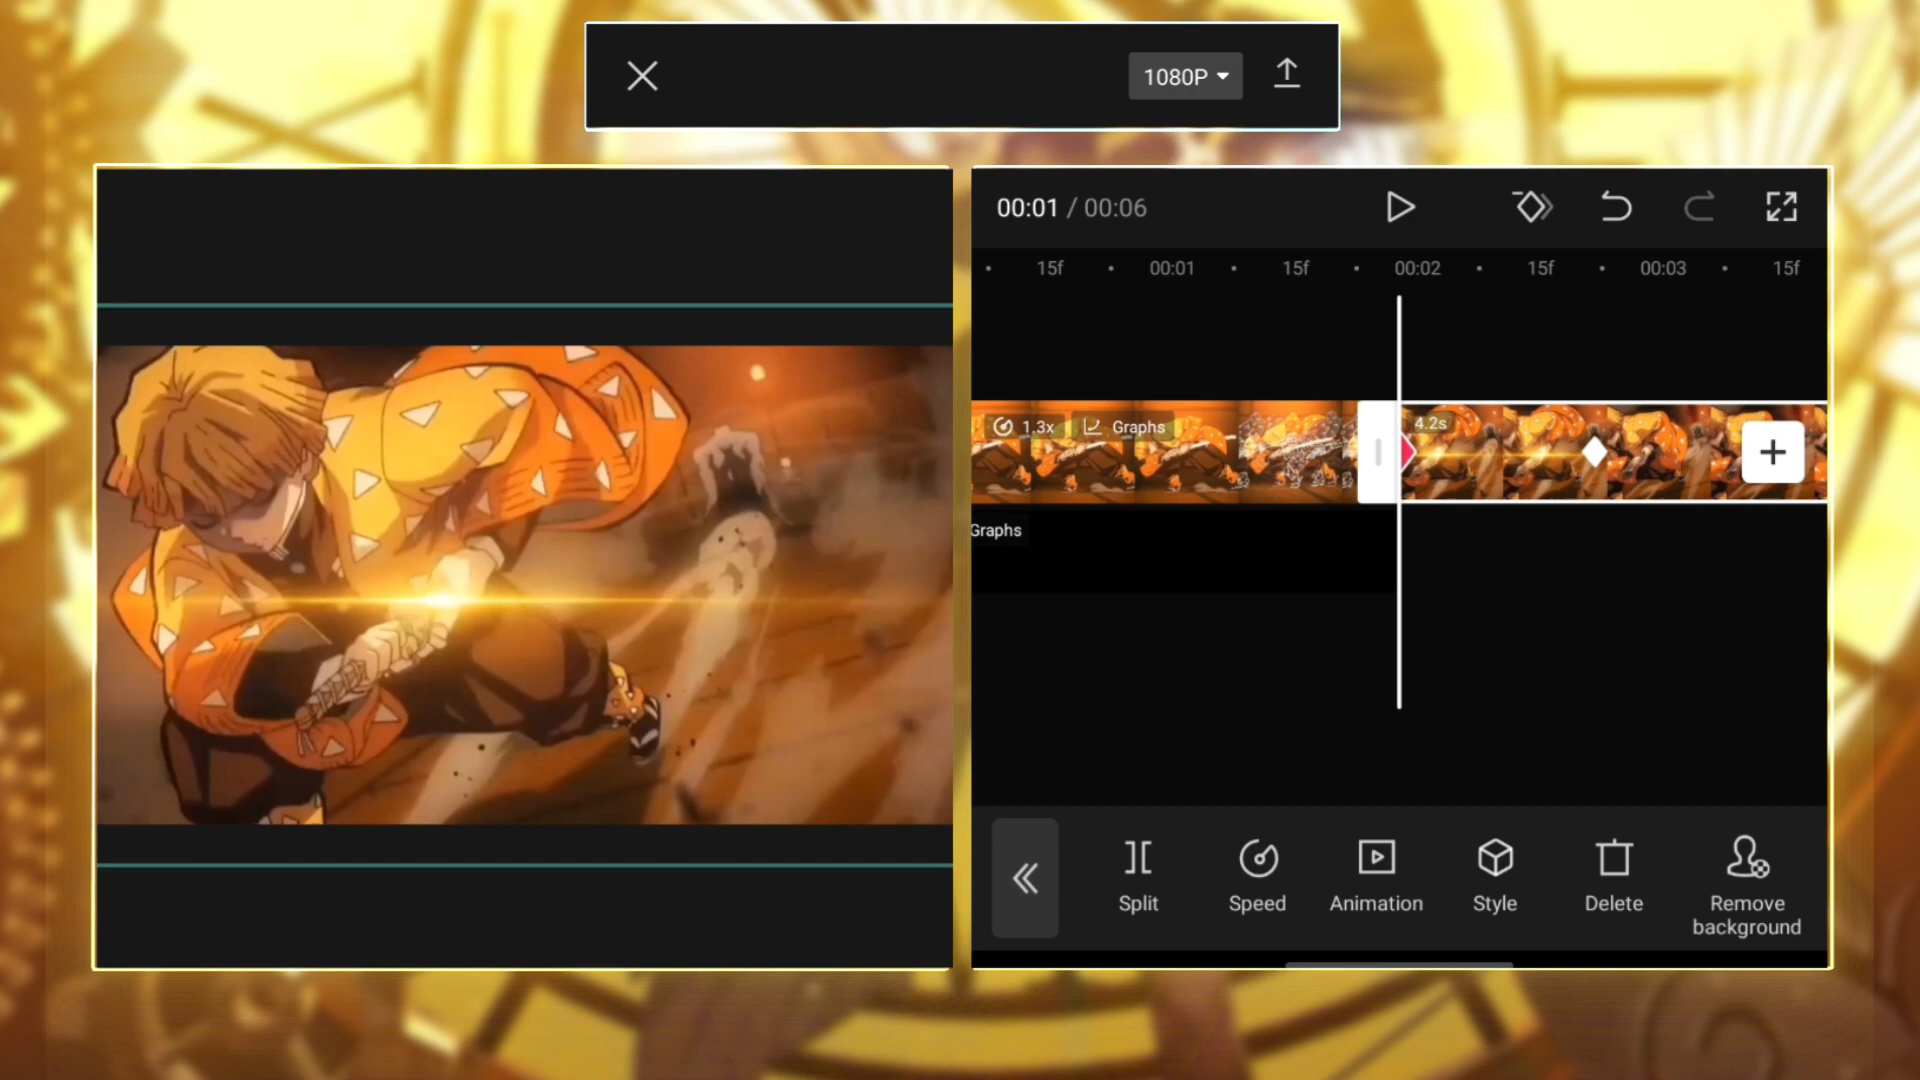 1080P
00:01 / 00:06
15f 00:01 15f 00:02 15f 00:03 15f
1.3x Graphs 4.2s
Graphs
Split Speed Animation Style Delete Remove background